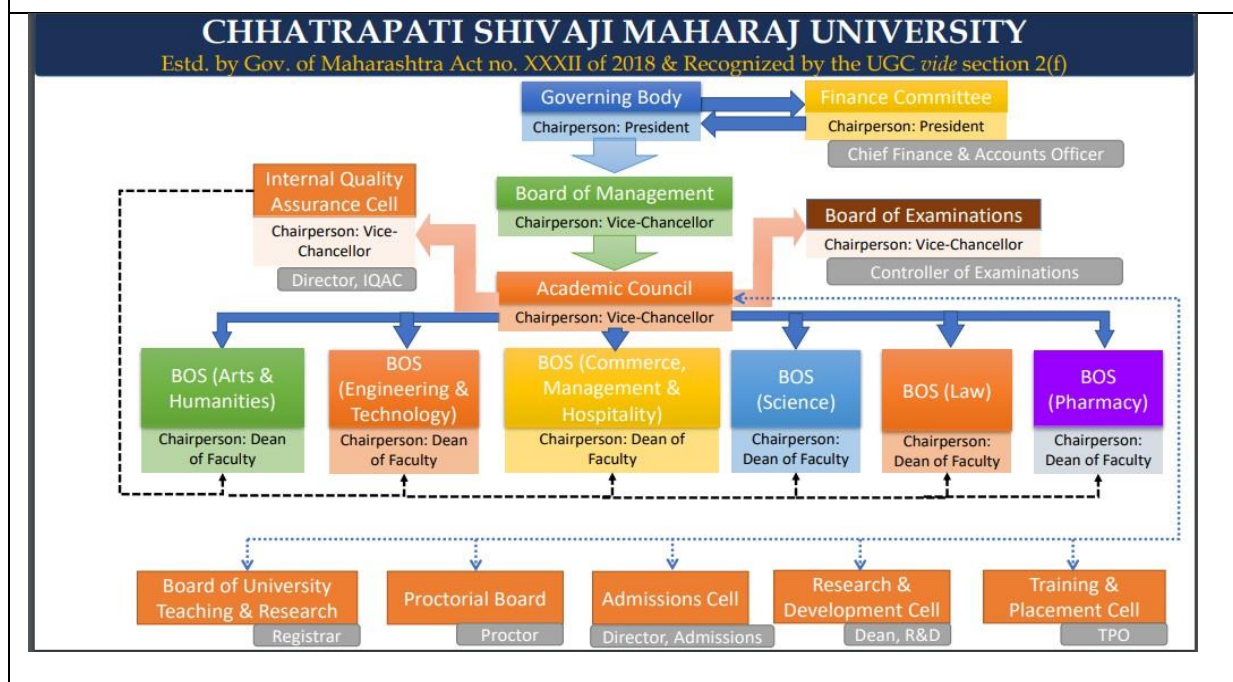 CHHATRAPATI SHIVAJI MAHARAJ UNIVERSITY
Estd. by Gov. of Maharashtra Act no. XXXII of 2018 & Recognized by the UGC vide section 2(f)
Governing Body
Chairperson: President
Finance Committee
Chairperson: President
Chief Finance & Accounts Officer
Internal Quality
Assurance Cell
Chairperson: Vice-
Chancellor
Director, IQAC
Board of Management
Chairperson: Vice-Chancellor
Board of Examinations
Chairperson: Vice-Chancellor
Controller of Examinations
Academic Council
Chairperson: Vice-Chancellor
BOS (Arts &
Humanities)
Chairperson: Dean
of Faculty
BOS
(Engineering &
Technology)
Chairperson: Dean
of Faculty
BOS (Commerce,
Management &
Hospitality)
Chairperson: Dean of
Faculty
BOS
(Science)
Chairperson:
Dean of Faculty
BOS (Law)
Chairperson:
Dean of Faculty
BOS
(Pharmacy)
Chairperson:
Dean of Faculty
Board of University
Teaching & Research
Registrar
Proctorial Board
Proctor
Admissions Cell
Director, Admissions
Research &
Development Cell
Dean, R&D
Training &
Placement Cell
TPO